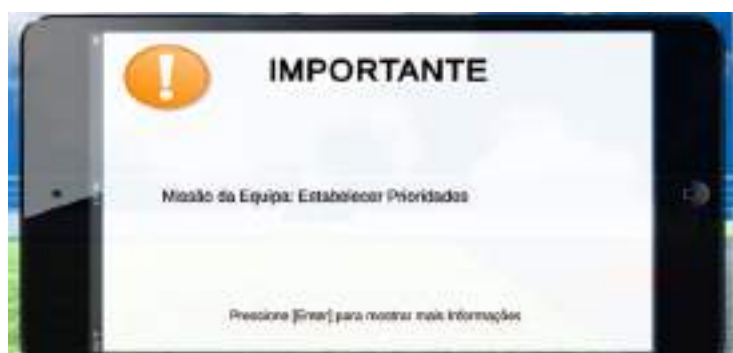 IMPORTANTE
Missão da Equipa: Estabelecer Prioridades
Pressione [Enter] para mostrar mais Informações